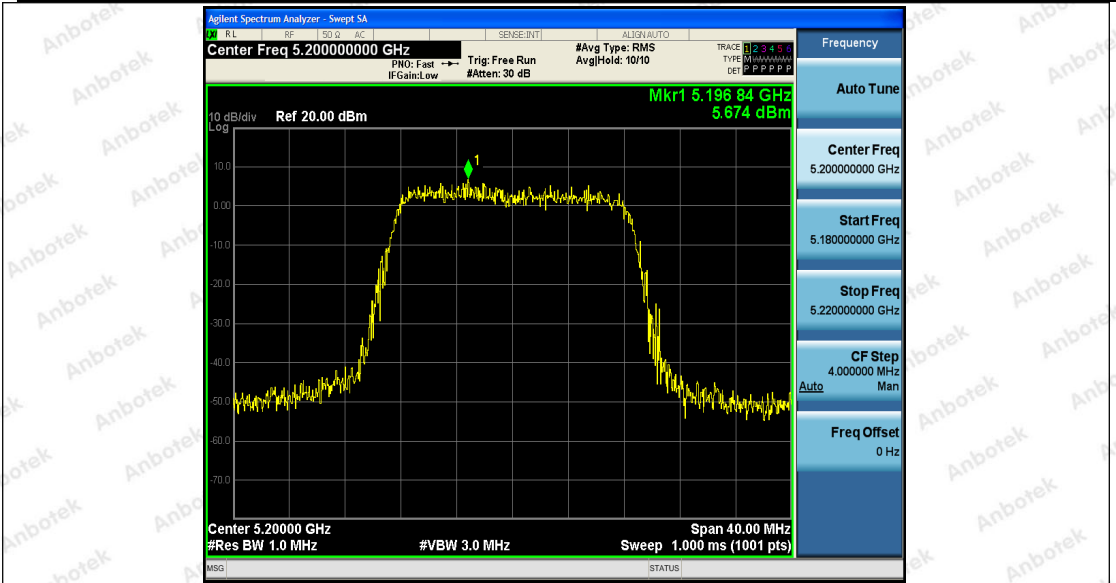 Agilent Spectrum Analyzer - Swept SA
LXI RL RF 50 Ω AC SENSE:INT ALIGN AUTO
Center Freq 5.200000000 GHz
PNO: Fast
IFGain:Low
Trig: Free Run
#Atten: 30 dB
#Avg Type: RMS
Avg|Hold: 10/10
TRACE 1 2 3 4 5 6
TYPE M
DET P P P P P P
Mkr1 5.196 84 GHz
5.674 dBm
10 dB/div Ref 20.00 dBm
Log
1
10.0
0.00
-10.0
-20.0
-30.0
-40.0
-50.0
-60.0
-70.0
Center 5.20000 GHz Span 40.00 MHz
#Res BW 1.0 MHz #VBW 3.0 MHz Sweep 1.000 ms (1001 pts)
MSG STATUS
Frequency
Auto Tune
Center Freq
5.200000000 GHz
Start Freq
5.180000000 GHz
Stop Freq
5.220000000 GHz
CF Step
4.000000 MHz
Auto Man
Freq Offset
0 Hz
Anbotek